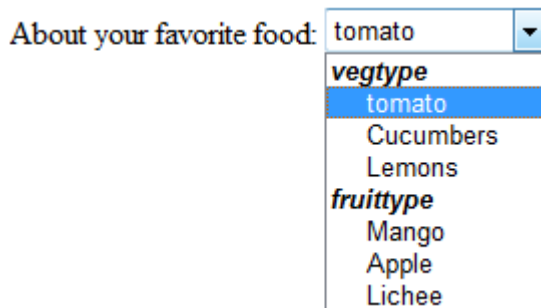 About your favorite food: tomato
vegtype
tomato
Cucumbers
Lemons
fruittype
Mango
Apple
Lichee